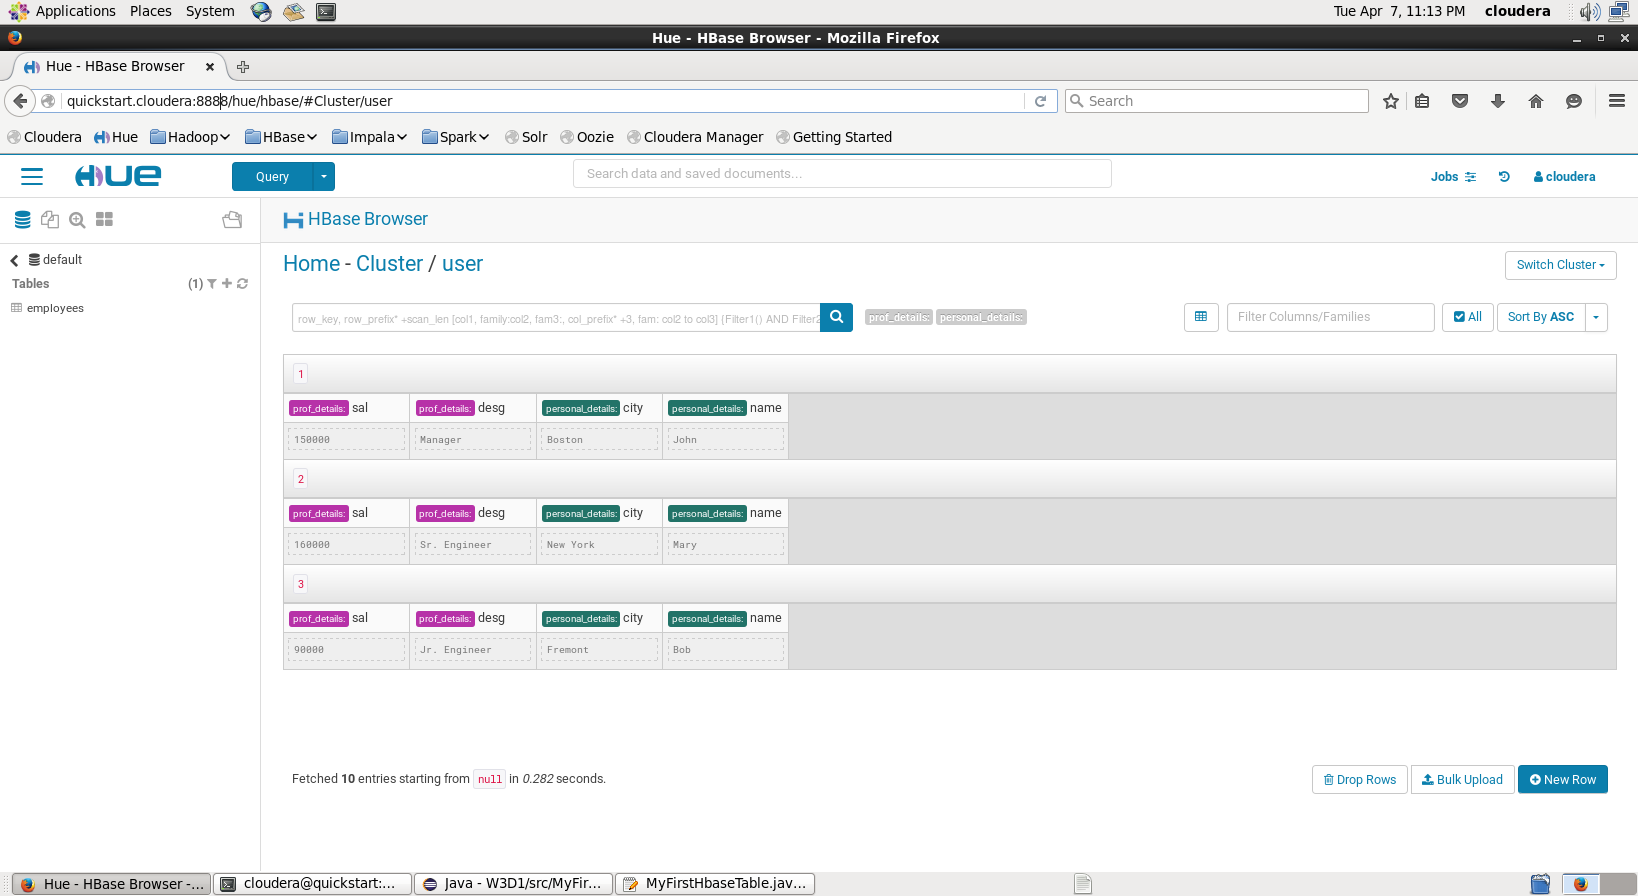 Applications Places System Tue Apr 7, 11:13 PM cloudera
Hue - HBase Browser - Mozilla Firefox
Hue - HBase Browser
quickstart.cloudera:8888/hue/hbase/#Cluster/user Search
Cloudera Hue Hadoop HBase Impala Spark Solr Oozie Cloudera Manager Getting Started
HUE Query Search data and saved documents... Jobs cloudera
HBase Browser
default
Home - Cluster / user Switch Cluster
Tables (1)
employees
row_key, row_prefix* +scan_len [col1, family:col2, fam3:, col_prefix* +3, fam: col2 to col3] {Filter1() AND Filter2 prof_details: personal_details: Filter Columns/Families All Sort By ASC
1
prof_details: sal prof_details: desg personal_details: city personal_details: name
150000 Manager Boston John
2
prof_details: sal prof_details: desg personal_details: city personal_details: name
160000 Sr. Engineer New York Mary
3
prof_details: sal prof_details: desg personal_details: city personal_details: name
90000 Jr. Engineer Fremont Bob
Fetched 10 entries starting from null in 0.282 seconds. Drop Rows Bulk Upload New Row
Hue - HBase Browser -... cloudera@quickstart:... Java - W3D1/src/MyFir... MyFirstHbaseTable.jav...